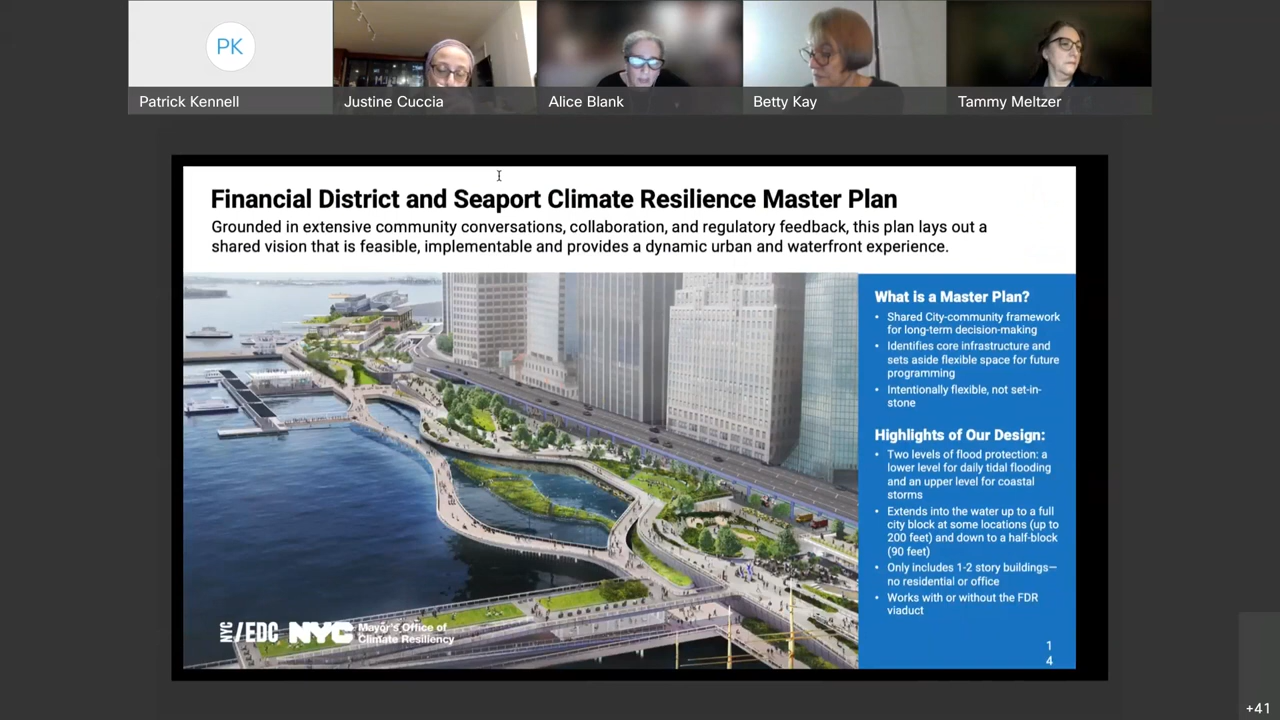 PK
Patrick Kennell
Justine Cuccia
Alice Blank
Betty Kay
Tammy Meltzer
Financial District and Seaport Climate Resilience Master Plan
Grounded in extensive community conversations, collaboration, and regulatory feedback, this plan lays out a
shared vision that is feasible, implementable and provides a dynamic urban and waterfront experience.
What is a Master Plan?
• Shared City-community framework
for long-term decision-making
• Identifies core infrastructure and
sets aside flexible space for future
programming
• Intentionally flexible, not set-in-
stone
Highlights of Our Design:
• Two levels of flood protection: a
lower level for daily tidal flooding
and an upper level for coastal
storms
• Extends into the water up to a full
city block at some locations (up to
200 feet) and down to a half-block
(90 feet)
• Only includes 1-2 story buildings—
no residential or office
• Works with or without the FDR
viaduct
NYC/EDC
NYC
Mayor's Office of
Climate Resiliency
1
4
+41